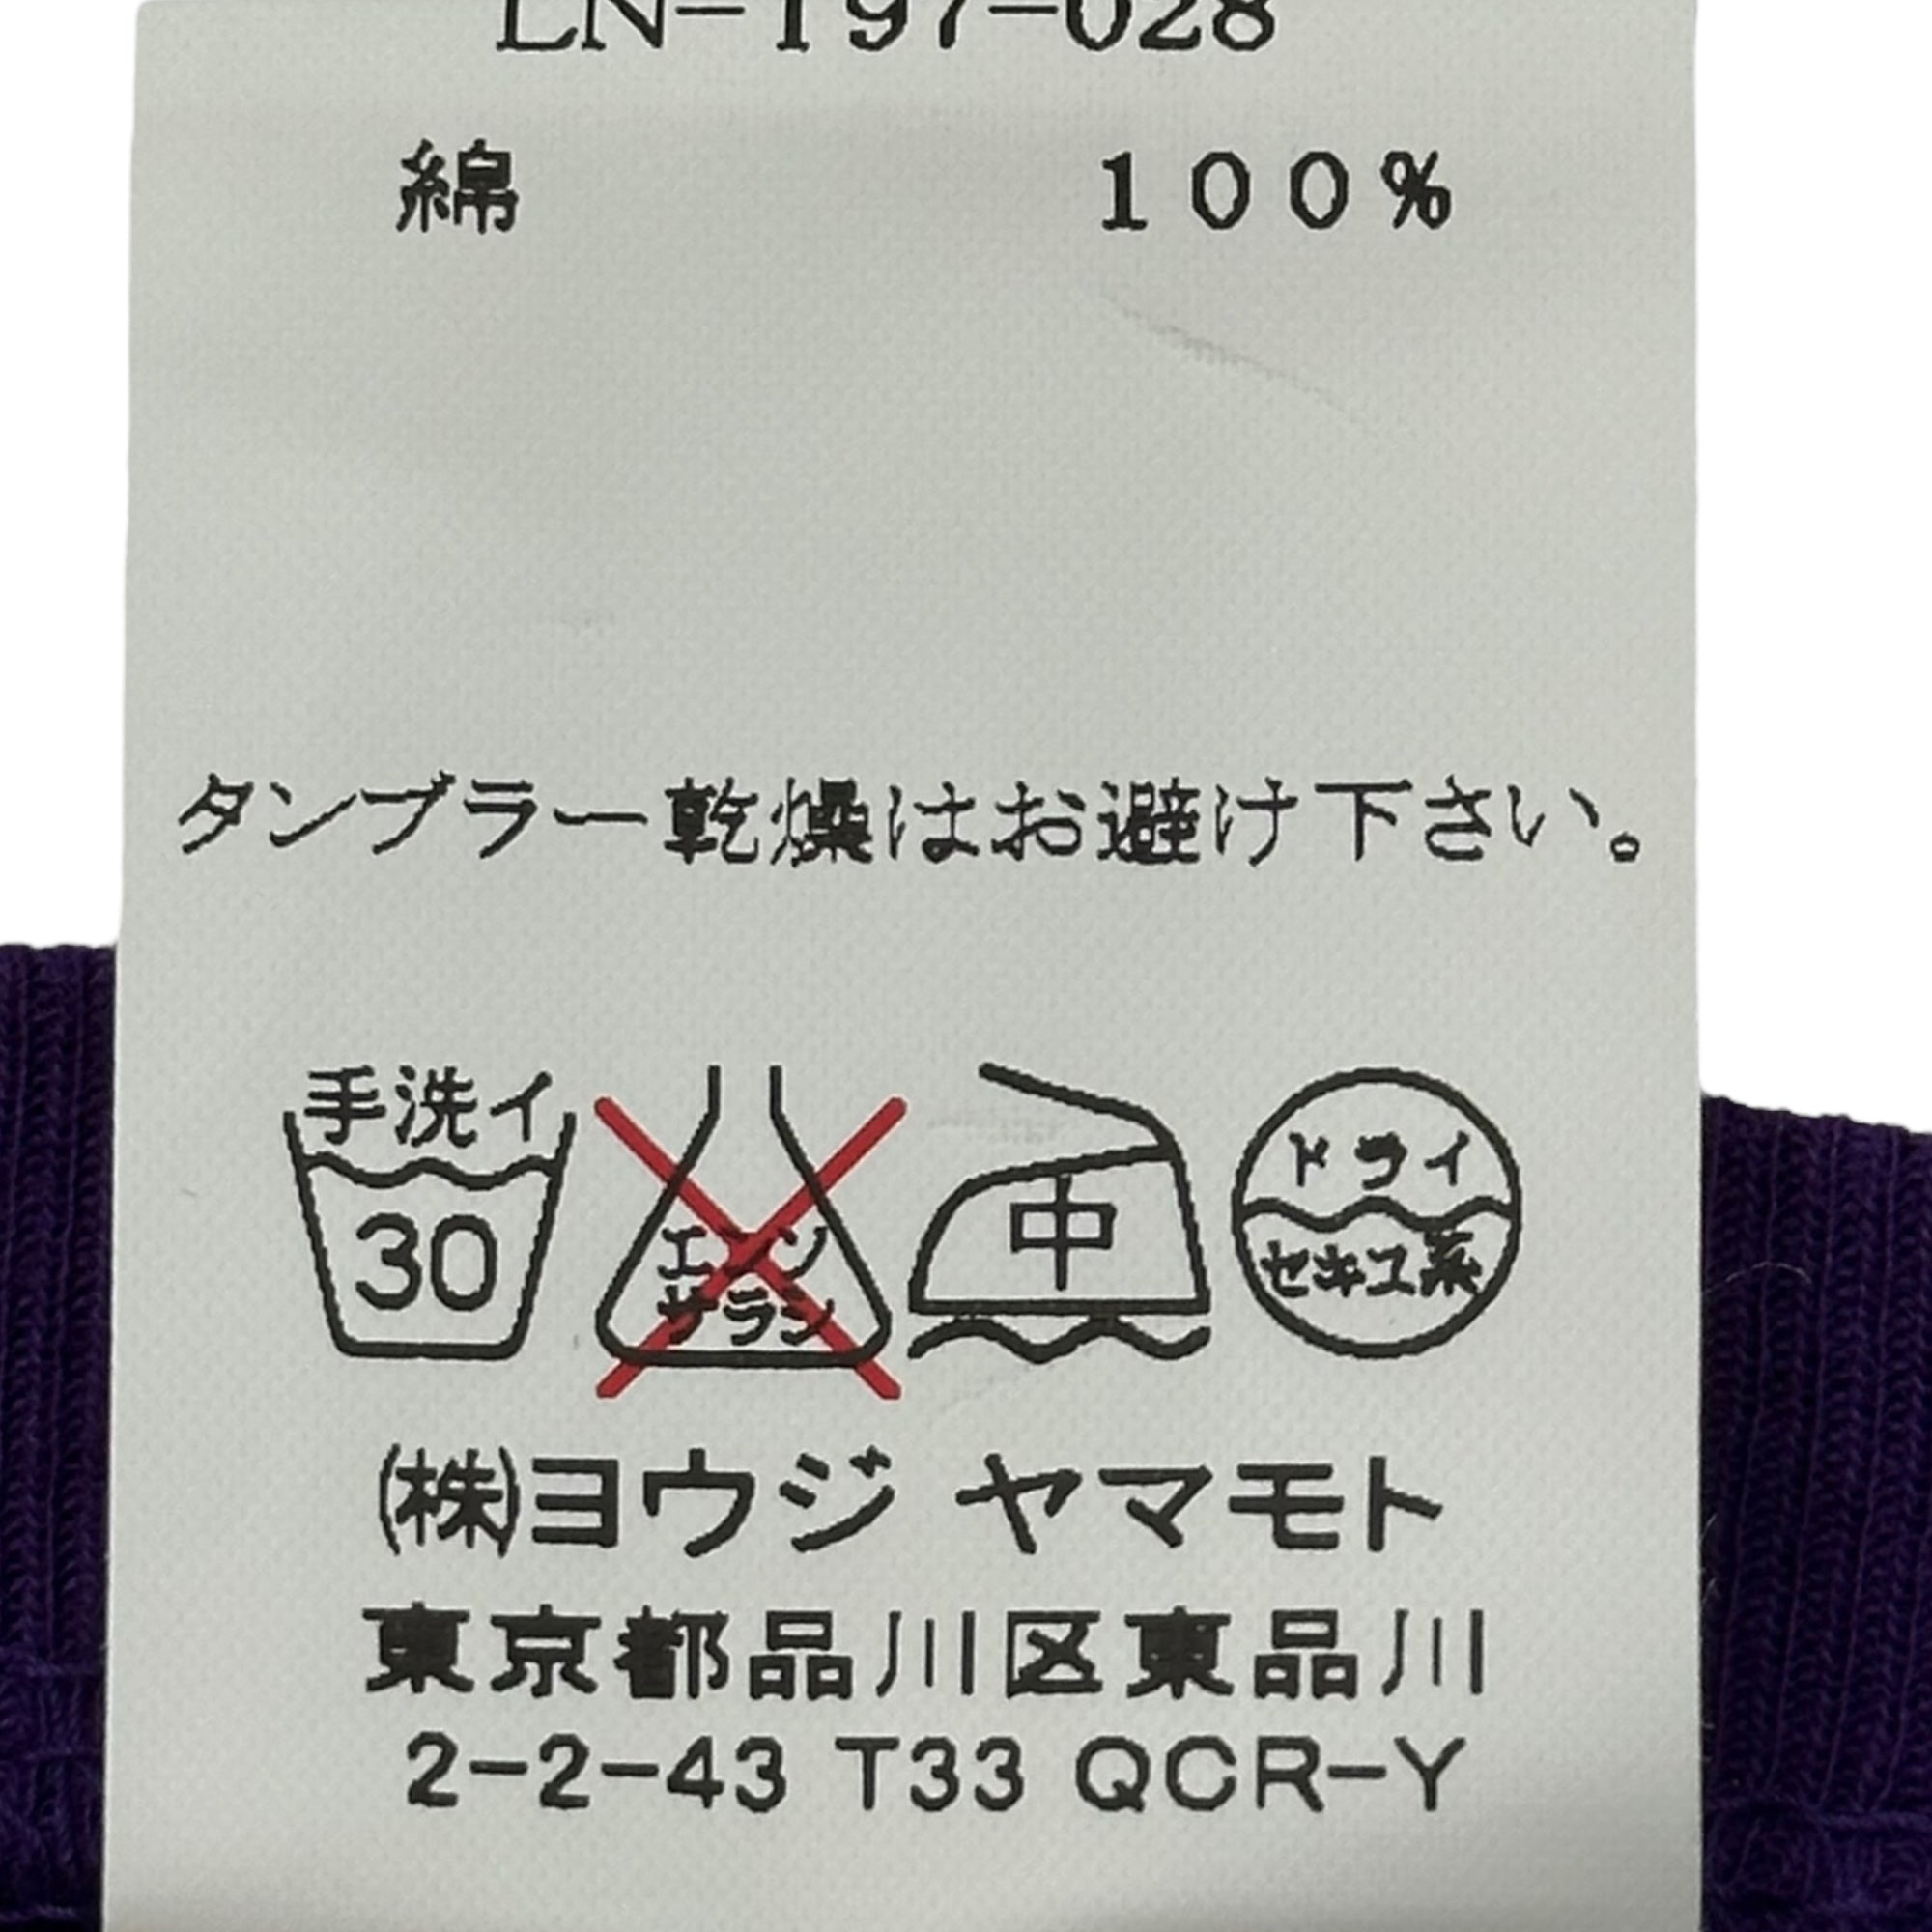 LN-T97-028
綿 100%
タンブラー乾燥はお避け下さい。
手洗イ
30
エンソ
サラシ
中
ドライ
セキユ系
(株)ヨウジ ヤマモト
東京都品川区東品川
2-2-43 T33 QCR-Y